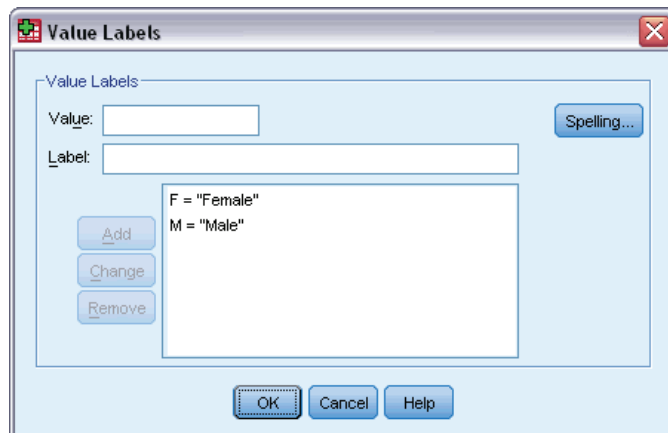 Value Labels
Value Labels
Value:
Spelling...
Label:
F = "Female"
M = "Male"
Add
Change
Remove
OK Cancel Help